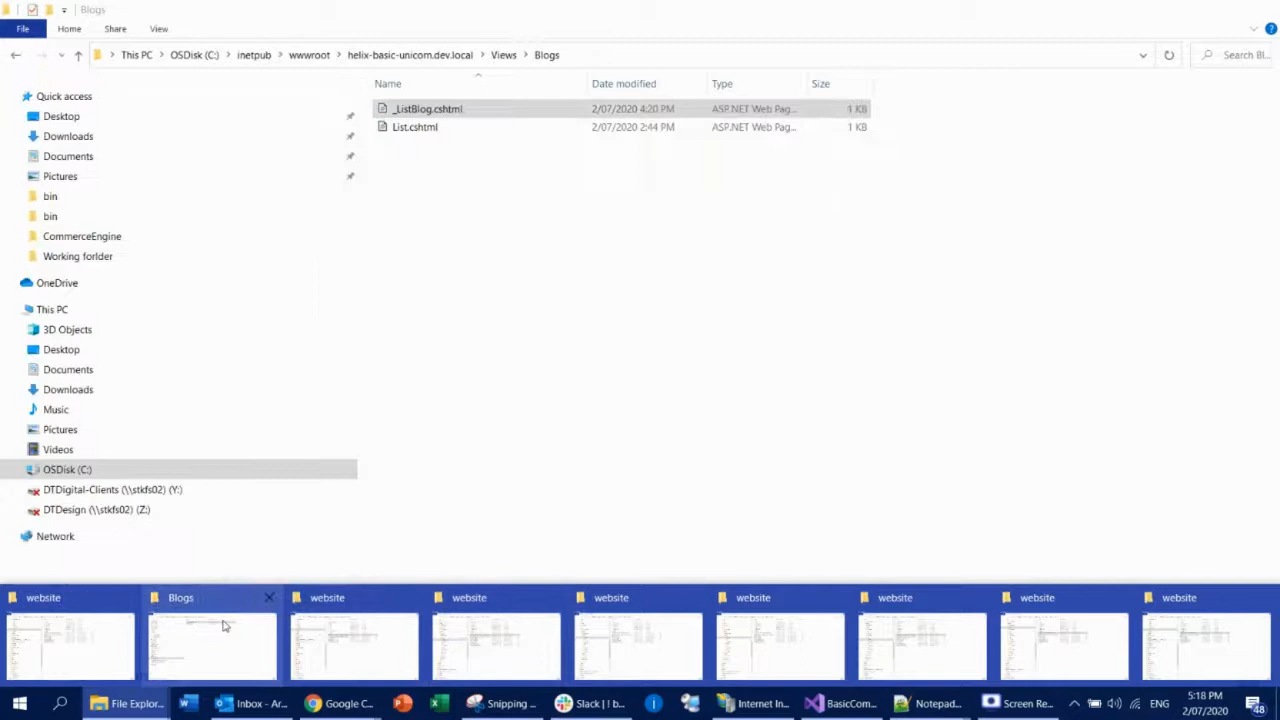 Blogs
File Home Share View
This PC OSDisk (C:) inetpub wwwroot helix-basic-unicorn.dev.local Views Blogs Search Bl...
Name Date modified Type Size
_ListBlog.cshtml 2/07/2020 4:20 PM ASP.NET Web Pag... 1 KB
List.cshtml 2/07/2020 2:44 PM ASP.NET Web Pag... 1 KB
Quick access
Desktop
Downloads
Documents
Pictures
bin
bin
CommerceEngine
Working forlder
OneDrive
This PC
3D Objects
Desktop
Documents
Downloads
Music
Pictures
Videos
OSDisk (C:)
DTDigital-Clients (\\stkfs02) (Y:)
DTDesign (\\stkfs02) (Z:)
Network
website Blogs website website website website website website website
File Explor... Inbox - Ar... Google C... Snipping ... Slack | ! b... Internet In... BasicCom... Notepad... Screen Re... ENG 5:18 PM
2/07/2020 48